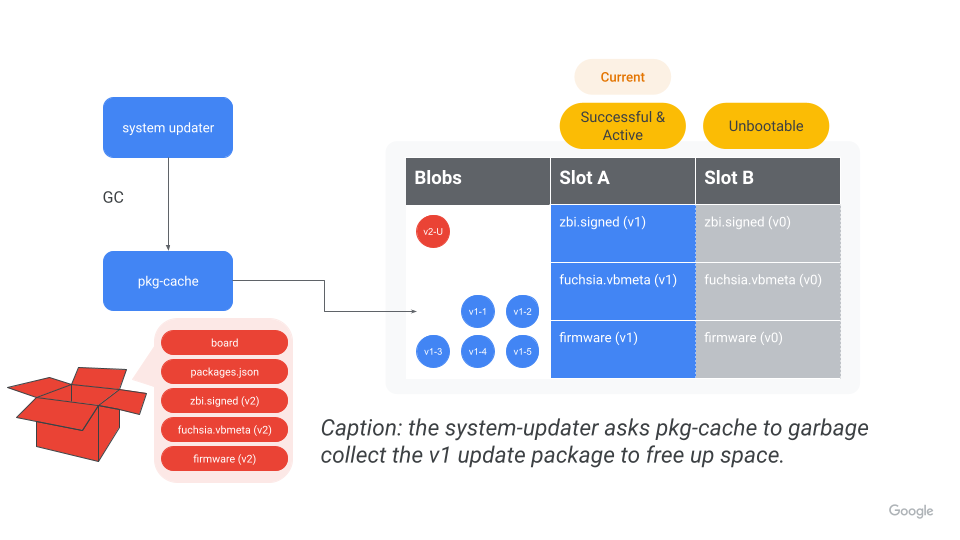 Current
Successful &
Active
Unbootable
system updater
GC
pkg-cache
Blobs
Slot A
Slot B
v2-U
zbi.signed (v1)
zbi.signed (v0)
fuchsia.vbmeta (v1)
fuchsia.vbmeta (v0)
v1-1
v1-2
v1-3
v1-4
v1-5
firmware (v1)
firmware (v0)
board
packages.json
zbi.signed (v2)
fuchsia.vbmeta (v2)
firmware (v2)
Caption: the system-updater asks pkg-cache to garbage
collect the v1 update package to free up space.
Google